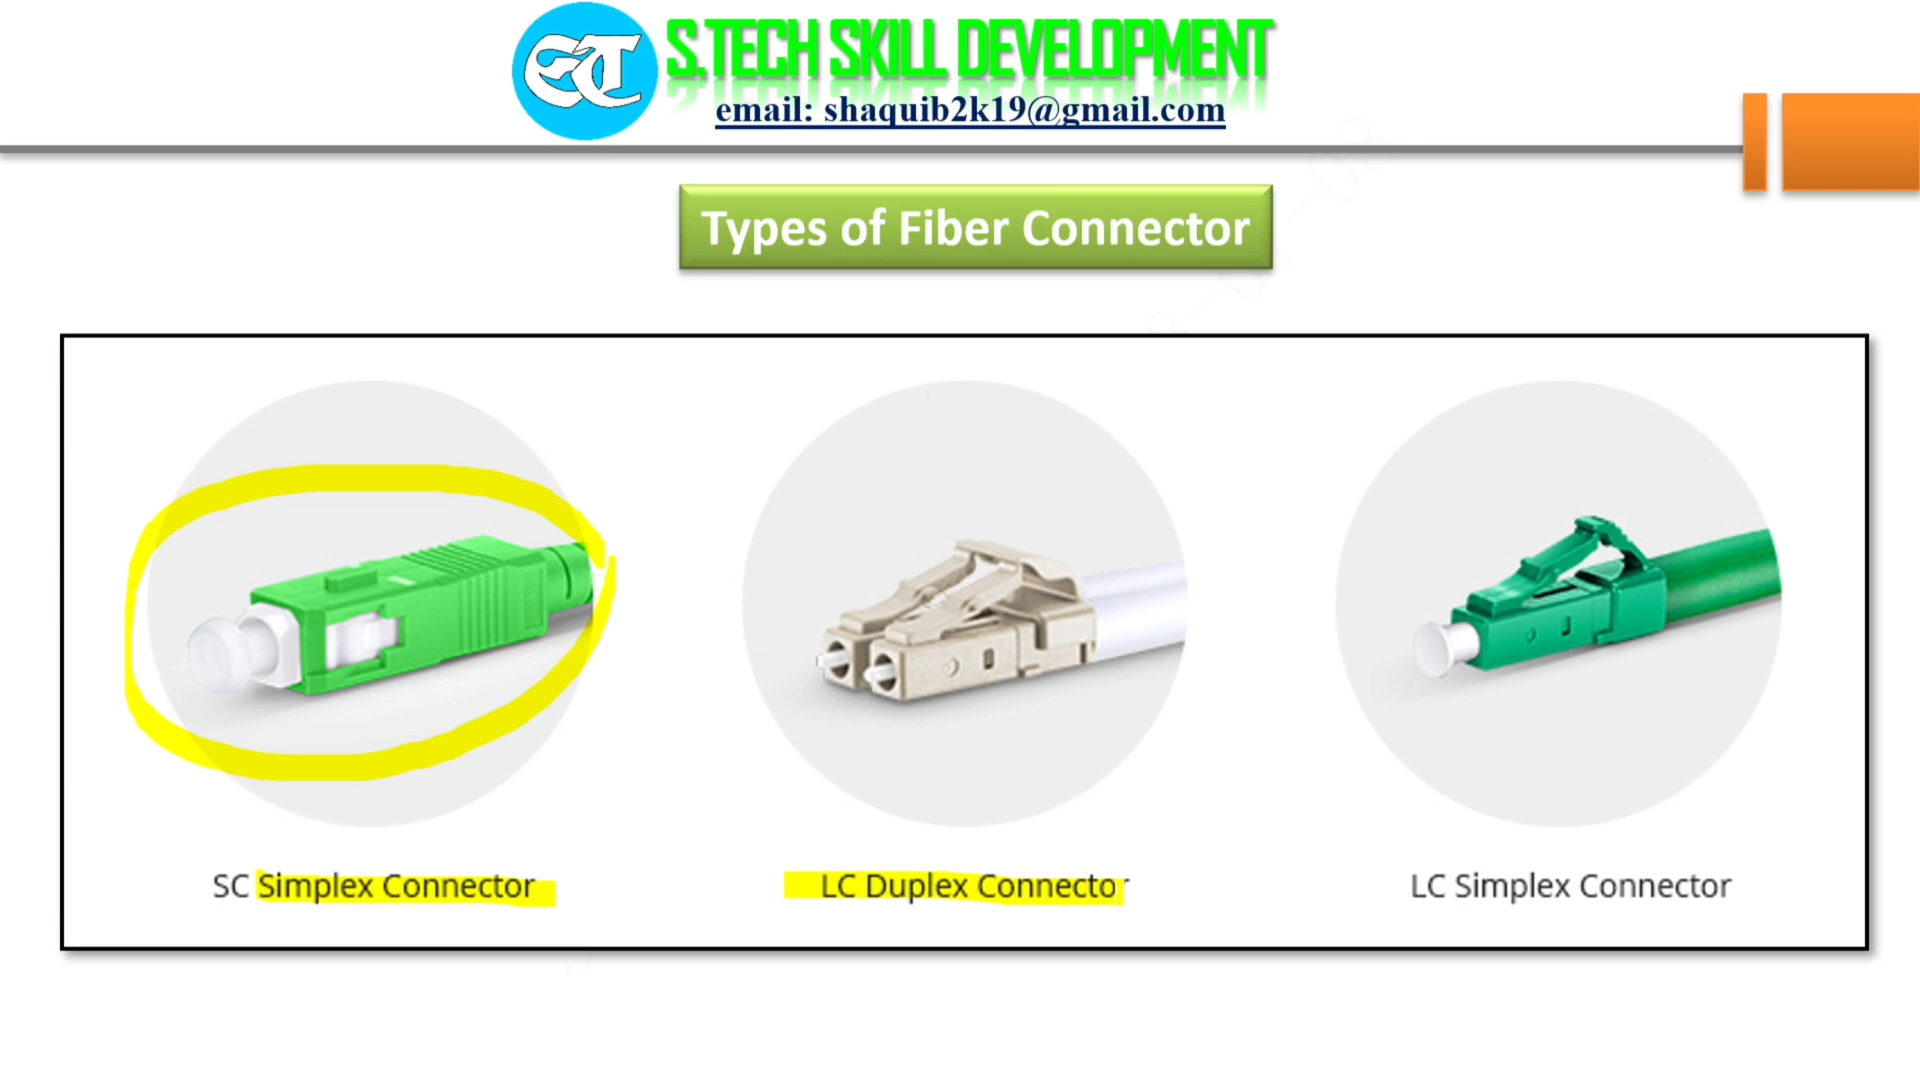 S.TECH SKILL DEVELOPMENT
email: shaquib2k19@gmail.com
Types of Fiber Connector
SC Simplex Connector
LC Duplex Connector
LC Simplex Connector